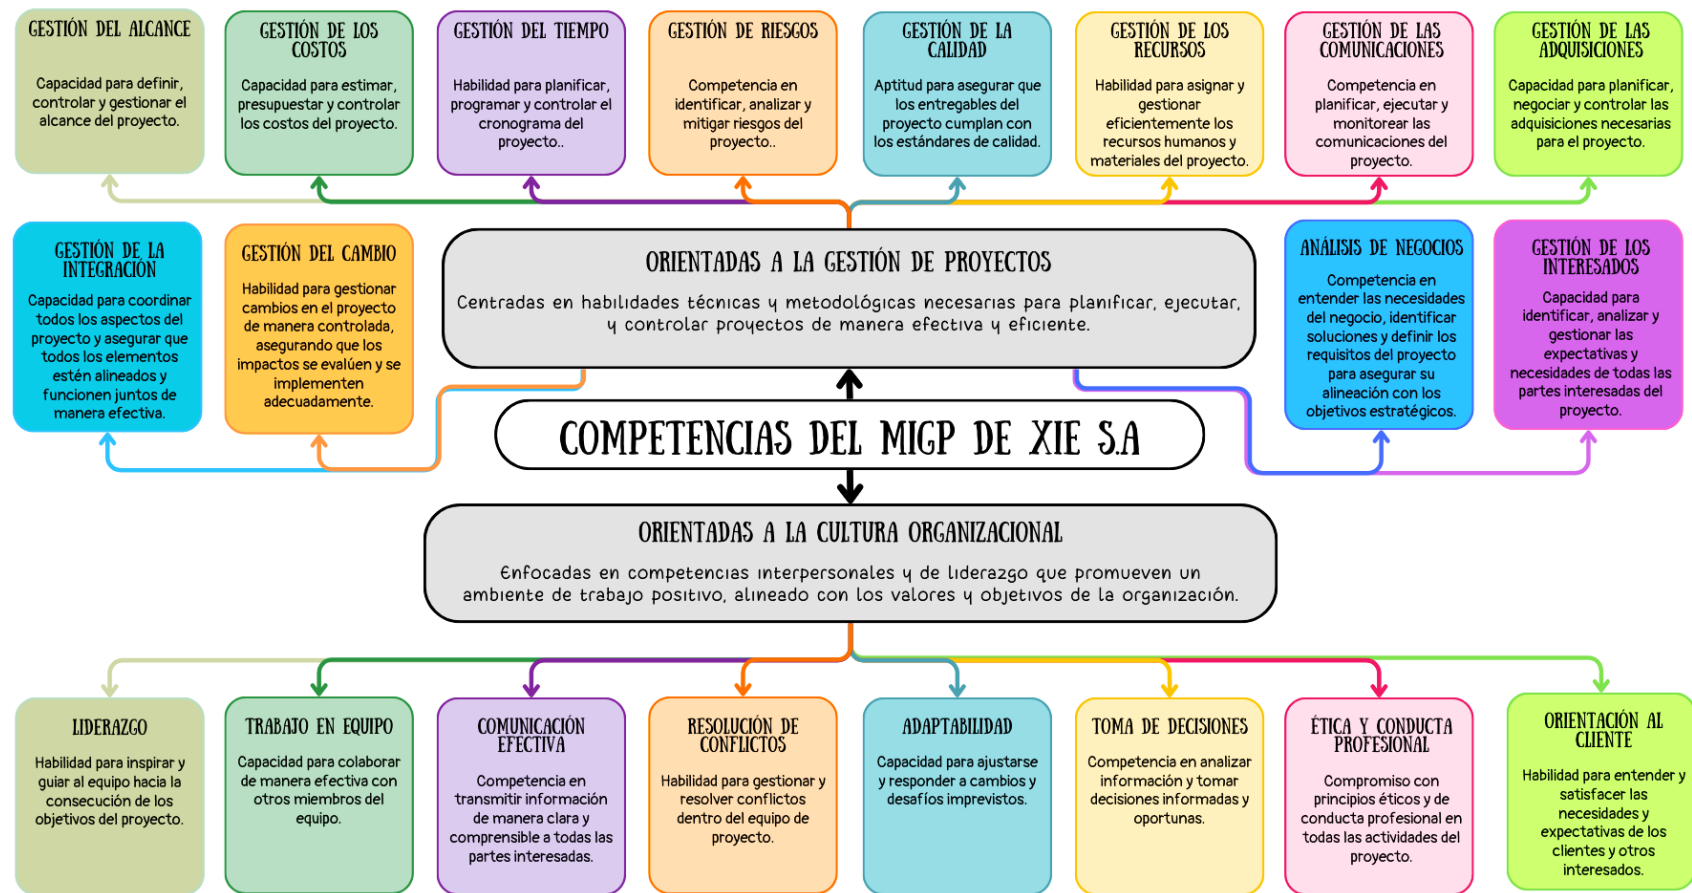 GESTIÓN DEL ALCANCE
Capacidad para definir,
controlar y gestionar el
alcance del proyecto.
GESTIÓN DE LOS
COSTOS
Capacidad para estimar,
presupuestar y controlar
los costos del proyecto.
GESTIÓN DEL TIEMPO
Habilidad para planificar,
programar y controlar el
cronograma del
proyecto..
GESTIÓN DE RIESGOS
Competencia en
identificar, analizar y
mitigar riesgos del
proyecto..
GESTIÓN DE LA
CALIDAD
Aptitud para asegurar que
los entregables del
proyecto cumplan con
los estándares de calidad.
GESTIÓN DE LOS
RECURSOS
Habilidad para asignar y
gestionar
eficientemente los
recursos humanos y
materiales del proyecto.
GESTIÓN DE LAS
COMUNICACIONES
Competencia en
planificar, ejecutar y
monitorear las
comunicaciones del
proyecto.
GESTIÓN DE LAS
ADQUISICIONES
Capacidad para planificar,
negociar y controlar las
adquisiciones necesarias
para el proyecto.
GESTIÓN DE LA
INTEGRACIÓN
Capacidad para coordinar
todos los aspectos del
proyecto y asegurar que
todos los elementos
estén alineados y
funcionen juntos de
manera efectiva.
GESTIÓN DEL CAMBIO
Habilidad para gestionar
cambios en el proyecto
de manera controlada,
asegurando que los
impactos se evalúen y se
implementen
adecuadamente.
ORIENTADAS A LA GESTIÓN DE PROYECTOS
Centradas en habilidades técnicas y metodológicas necesarias para planificar, ejecutar,
y controlar proyectos de manera efectiva y eficiente.
ANÁLISIS DE NEGOCIOS
Competencia en
entender las necesidades
del negocio, identificar
soluciones y definir los
requisitos del proyecto
para asegurar su
alineación con los
objetivos estratégicos.
GESTIÓN DE LOS
INTERESADOS
Capacidad para
identificar, analizar y
gestionar las
expectativas y
necesidades de todas las
partes interesadas del
proyecto.
COMPETENCIAS DEL MIGP DE XIE S.A
ORIENTADAS A LA CULTURA ORGANIZACIONAL
Enfocadas en competencias interpersonales y de liderazgo que promueven un
ambiente de trabajo positivo, alineado con los valores y objetivos de la organización.
LIDERAZGO
Habilidad para inspirar y
guiar al equipo hacia la
consecución de los
objetivos del proyecto.
TRABAJO EN EQUIPO
Capacidad para colaborar
de manera efectiva con
otros miembros del
equipo.
COMUNICACIÓN
EFECTIVA
Competencia en
transmitir información
de manera clara y
comprensible a todas las
partes interesadas.
RESOLUCIÓN DE
CONFLICTOS
Habilidad para gestionar y
resolver conflictos
dentro del equipo de
proyecto.
ADAPTABILIDAD
Capacidad para ajustarse
y responder a cambios y
desafíos imprevistos.
TOMA DE DECISIONES
Competencia en analizar
información y tomar
decisiones informadas y
oportunas.
ÉTICA Y CONDUCTA
PROFESIONAL
Compromiso con
principios éticos y de
conducta profesional en
todas las actividades del
proyecto.
ORIENTACIÓN AL
CLIENTE
Habilidad para entender y
satisfacer las
necesidades y
expectativas de los
clientes y otros
interesados.